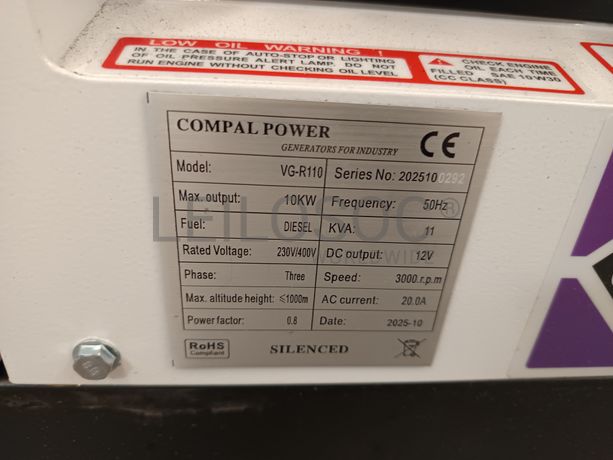 LOW OIL WARNING !
IN THE CASE OF AUTO-STOP OR LIGHTING
OF OIL PRESSURE ALERT LAMP. DO NOT
RUN ENGINE WITHOUT CHECKING OIL LEVEL
CHECK ENGINE
OIL EACH TIME
FILLED SAE 10W30
(CC CLASS)
COMPAL POWER
GENERATORS FOR INDUSTRY
CE
Model: VG-R110 Series No: 2025100292
Max. output: 10KW Frequency: 50Hz
LEILOSOC®
Fuel: DIESEL KVA: 11
Rated Voltage: 230V/400V DC output: 12V
Phase: Three Speed: 3000.r.p.m
Max. altitude height: ≤1000m AC current: 20.0A
Power factor: 0.8 Date: 2025-10
RoHS
Compliant
SILENCED